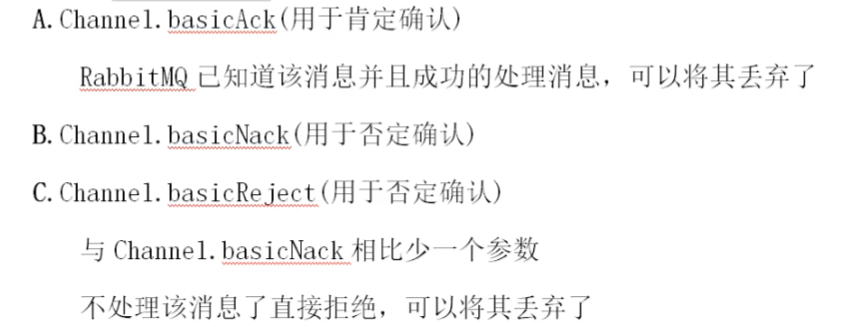 A.Channel.basicAck(用于肯定确认)
RabbitMQ 已知道该消息并且成功的处理消息，可以将其丢弃了
B.Channel.basicNack(用于否定确认)
C.Channel.basicReject(用于否定确认)
与 Channel.basicNack 相比少一个参数
不处理该消息了直接拒绝，可以将其丢弃了